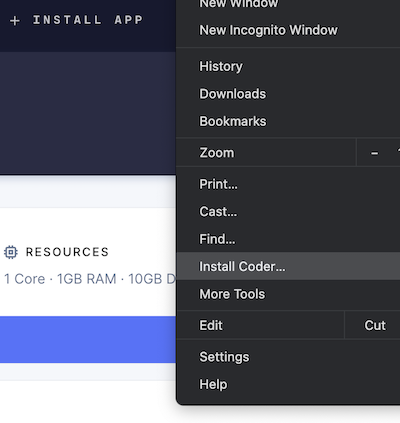 + INSTALL APP
New Window
New Incognito Window
History
Downloads
Bookmarks
Zoom −
Print...
Cast...
Find...
Install Coder...
More Tools
Edit Cut
Settings
Help
RESOURCES
1 Core · 1GB RAM · 10GB